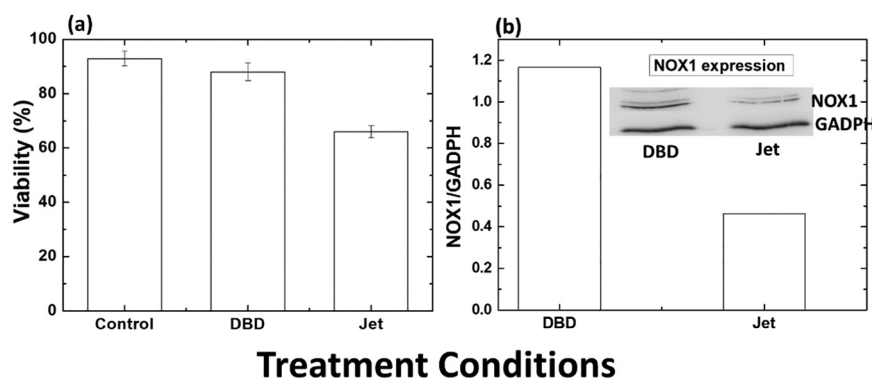 (a)
100
80
60
40
20
0
Viability (%)
Control DBD Jet
(b)
1.2
1.0
0.8
0.6
0.4
0.2
0.0
NOX1/GADPH
NOX1 expression
NOX1
GADPH
DBD Jet
DBD Jet
Treatment Conditions